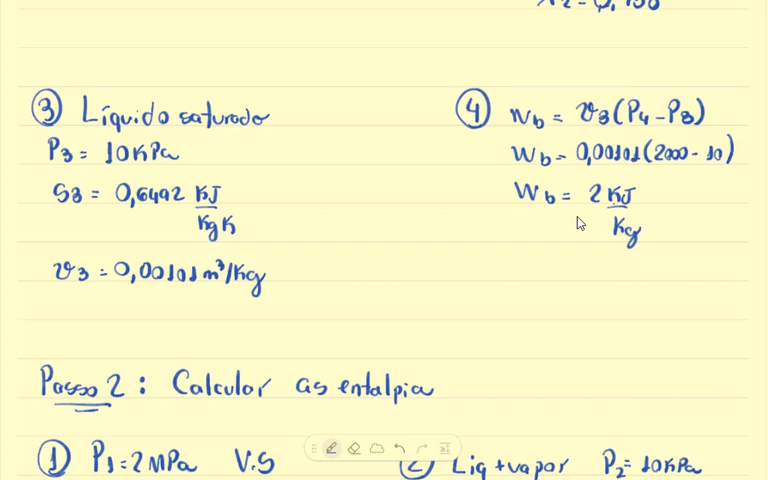 ③ Líquido saturado
P3 = 10KPa
S3 = 0,6492 KJ/KgK
v3 = 0,00101 m³/Kg
④ Wb = v3(P4-P3)
Wb = 0,00101(2000-10)
Wb = 2 KJ/Kg
Passo 2: Calcular as entalpia
① P1=2MPa V.S
② Liq+vapor P2=10KPa